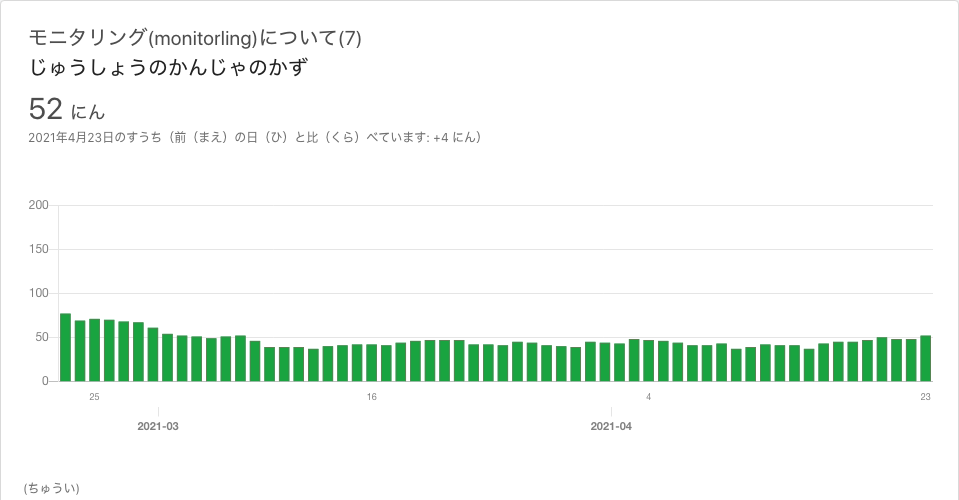 モニタリング(monitorling)について(7)
じゅうしょうのかんじゃのかず
52 にん
2021年4月23日のすうち（前（まえ）の日（ひ）と比（くら）べています: +4 にん）
200
150
100
50
0
25 16 4 23
2021-03 2021-04
(ちゅうい)